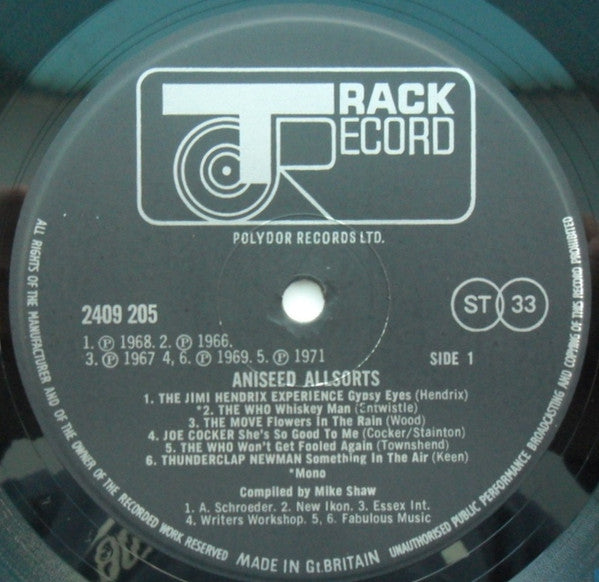 TRACK
RECORD
POLYDOR RECORDS LTD.
2409 205
ST 33
1. ℗ 1968. 2. ℗ 1966.
3. ℗ 1967 4, 6. ℗ 1969. 5. ℗ 1971
SIDE 1
ANISEED ALLSORTS
1. THE JIMI HENDRIX EXPERIENCE Gypsy Eyes (Hendrix)
*2. THE WHO Whiskey Man (Entwistle)
3. THE MOVE Flowers In The Rain (Wood)
4. JOE COCKER She's So Good To Me (Cocker/Stainton)
5. THE WHO Won't Get Fooled Again (Townshend)
6. THUNDERCLAP NEWMAN Something In The Air (Keen)
*Mono
Compiled by Mike Shaw
1. A. Schroeder. 2. New Ikon. 3. Essex Int.
4. Writers Workshop. 5, 6. Fabulous Music
ALL RIGHTS OF THE MANUFACTURER AND OF THE OWNER OF THE RECORDED WORK RESERVED
MADE IN Gt.BRITAIN
UNAUTHORISED PUBLIC PERFORMANCE BROADCASTING AND COPYING OF THIS RECORD PROHIBITED